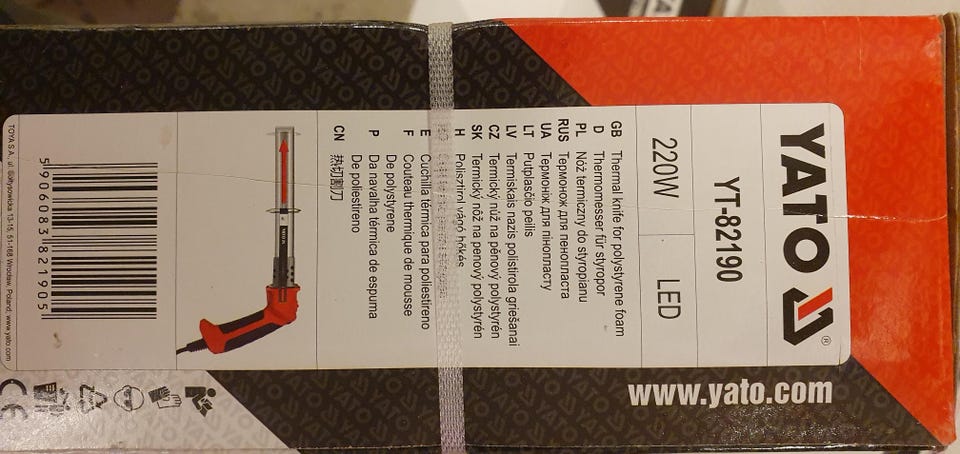 YATO
®
YT-82190
220W
LED
GB Thermal knife for polystyrene foam
D Thermomesser für styropor
PL Nóż termiczny do styropianu
RUS Термонож для пенопласта
UA Термонож для пінопласту
LT Putplasčio peilis
LV Termiskais nazis polistirola griešanai
CZ Termický nůž na pěnový polystyrén
SK Termický nôž na penový polystyrén
H Polisztirol vágó hőkés
E Cuchilla térmica para poliestireno
F Couteau thermique de mousse
De polystyrene
P Da navalha térmica de espuma
De poliestireno
CN 热切割刀
5 906083 821905
TOYA S.A., ul. Sołtysowicka 13-15, 51-168 Wrocław, Poland; www.yato.com
www.yato.com
CE